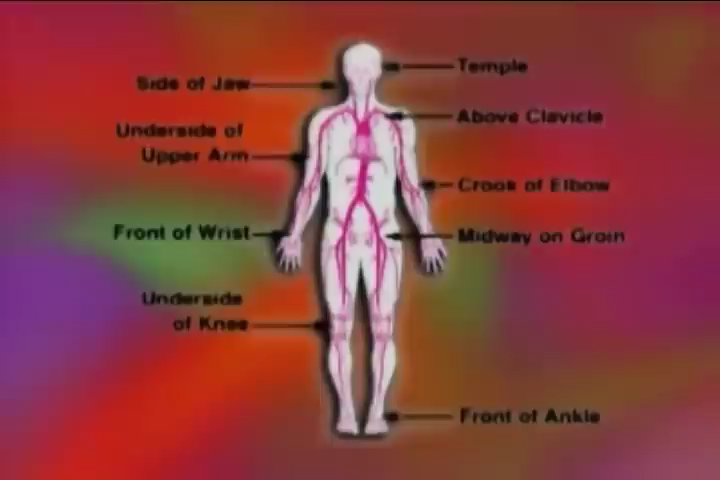 Temple
Side of Jaw
Above Clavicle
Underside of
Upper Arm
Crook of Elbow
Front of Wrist
Midway on Groin
Underside
of Knee
Front of Ankle